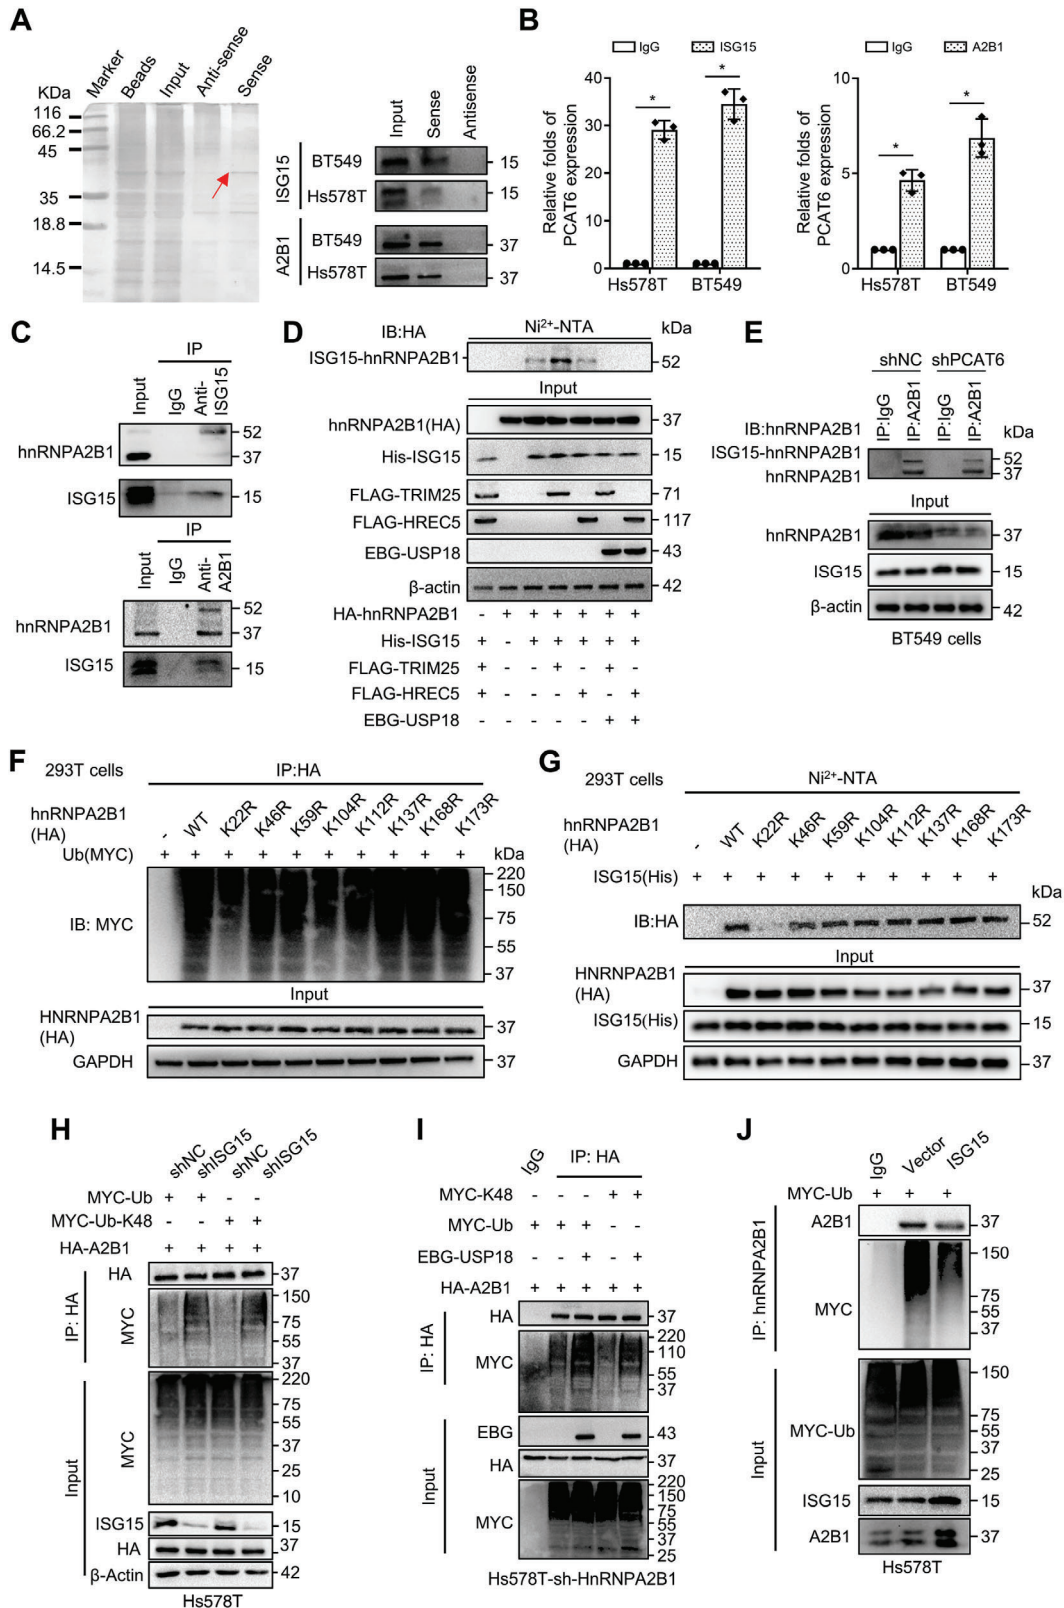 A
Marker
Beads
Input
Anti-sense
Sense
KDa
116
66.2
45
35
18.8
14.5
Input
Sense
Antisense
ISG15
BT549
15
Hs578T
15
A2B1
BT549
37
Hs578T
37
B
IgG ISG15
Relative folds of
PCAT6 expression
40
30
20
10
0
*
*
Hs578T BT549
IgG A2B1
Relative folds of
PCAT6 expression
10
5
0
*
*
Hs578T BT549
C
IP
Input
IgG
Anti-
ISG15
hnRNPA2B1
52
37
ISG15
15
IP
Input
IgG
Anti-
A2B1
hnRNPA2B1
52
37
ISG15
15
D
IB:HA Ni2+-NTA kDa
ISG15-hnRNPA2B1 52
Input
hnRNPA2B1(HA) 37
His-ISG15 15
FLAG-TRIM25 71
FLAG-HREC5 117
EBG-USP18 43
β-actin 42
HA-hnRNPA2B1 - + + + + + +
His-ISG15 + - + + + + +
FLAG-TRIM25 + - - + - + -
FLAG-HREC5 + - - - + - +
EBG-USP18 - - - - - + +
E
shNC shPCAT6
IP:IgG
IP:A2B1
IP:IgG
IP:A2B1
IB:hnRNPA2B1 kDa
ISG15-hnRNPA2B1 52
hnRNPA2B1 37
Input
hnRNPA2B1 37
ISG15 15
β-actin 42
BT549 cells
F
293T cells IP:HA
hnRNPA2B1
(HA)
- WT K22R K46R K59R K104R K112R K137R K168R K173R
Ub(MYC) + + + + + + + + + + kDa
IB: MYC
220
150
75
55
37
Input
HNRNPA2B1
(HA)
37
GAPDH 37
G
293T cells Ni2+-NTA
hnRNPA2B1
(HA)
- WT K22R K46R K59R K104R K112R K137R K168R K173R
ISG15(His) + + + + + + + + + +
kDa
IB:HA 52
Input
HNRNPA2B1
(HA)
37
ISG15(His) 15
GAPDH 37
H
shNC
shISG15
shNC
shISG15
MYC-Ub + + - -
MYC-Ub-K48 - - + +
HA-A2B1 + + + +
IP: HA
HA 37
MYC
150
75
55
37
Input
MYC
220
75
55
37
25
10
ISG15 15
HA 37
β-Actin 42
Hs578T
I
IgG
IP: HA
MYC-K48 - - - + +
MYC-Ub + + + - -
EBG-USP18 - - + - +
HA-A2B1 + + + + +
IP: HA
HA 37
MYC
220
110
55
37
Input
EBG 43
HA 37
MYC
220
150
75
55
37
25
Hs578T-sh-HnRNPA2B1
J
IgG
Vector
ISG15
MYC-Ub + + +
IP: hnRNPA2B1
A2B1 37
MYC
150
75
55
37
Input
MYC-Ub
150
75
55
37
25
ISG15 15
A2B1 37
Hs578T